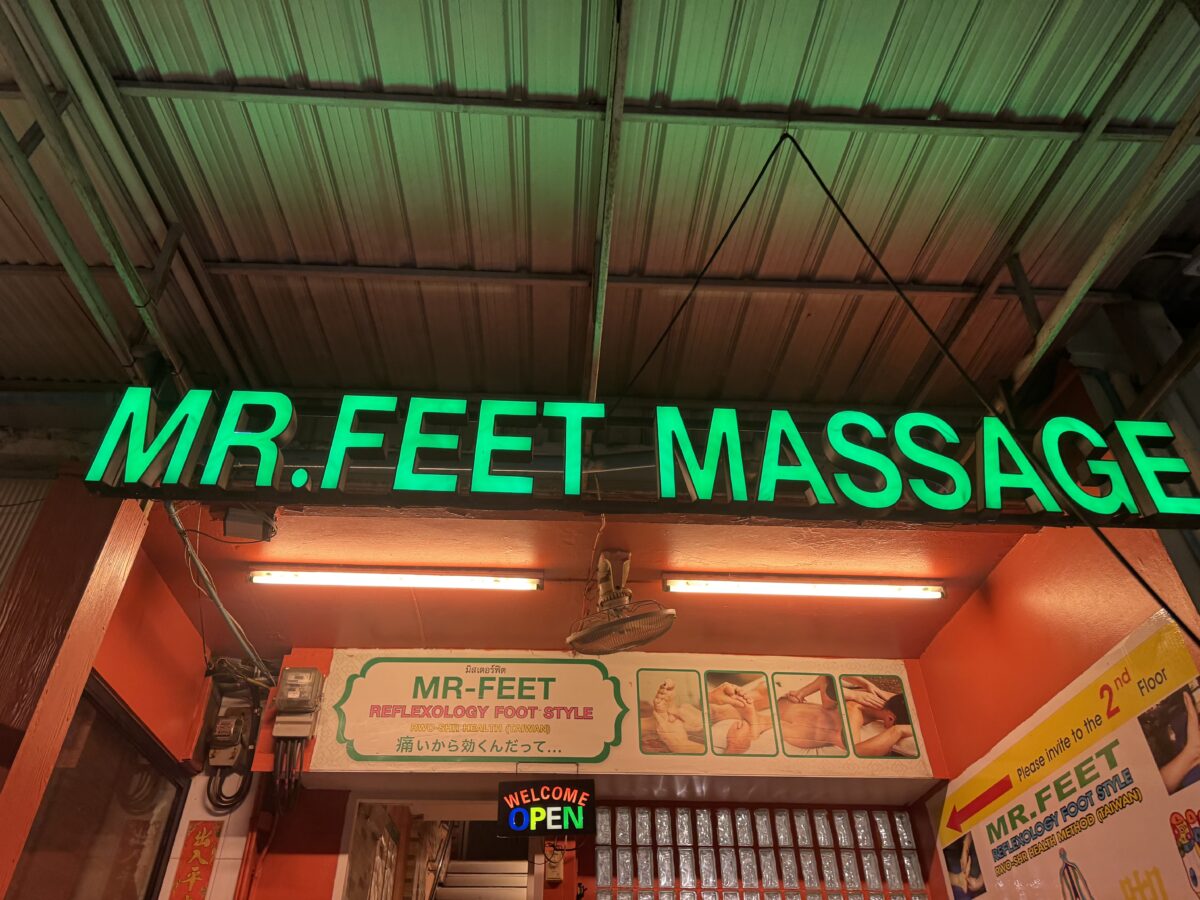 MR.FEET MASSAGE
มิสเตอร์ฟิต
MR-FEET
REFLEXOLOGY FOOT STYLE
RWO-SHR HEALTH (TAIWAN)
痛いから効くんだって...
WELCOME
OPEN
出入平
Please invite to the 2nd Floor
MR.FEET
REFLEXOLOGY FOOT STYLE
RWO-SHR HEALTH METHOD (TAIWAN)